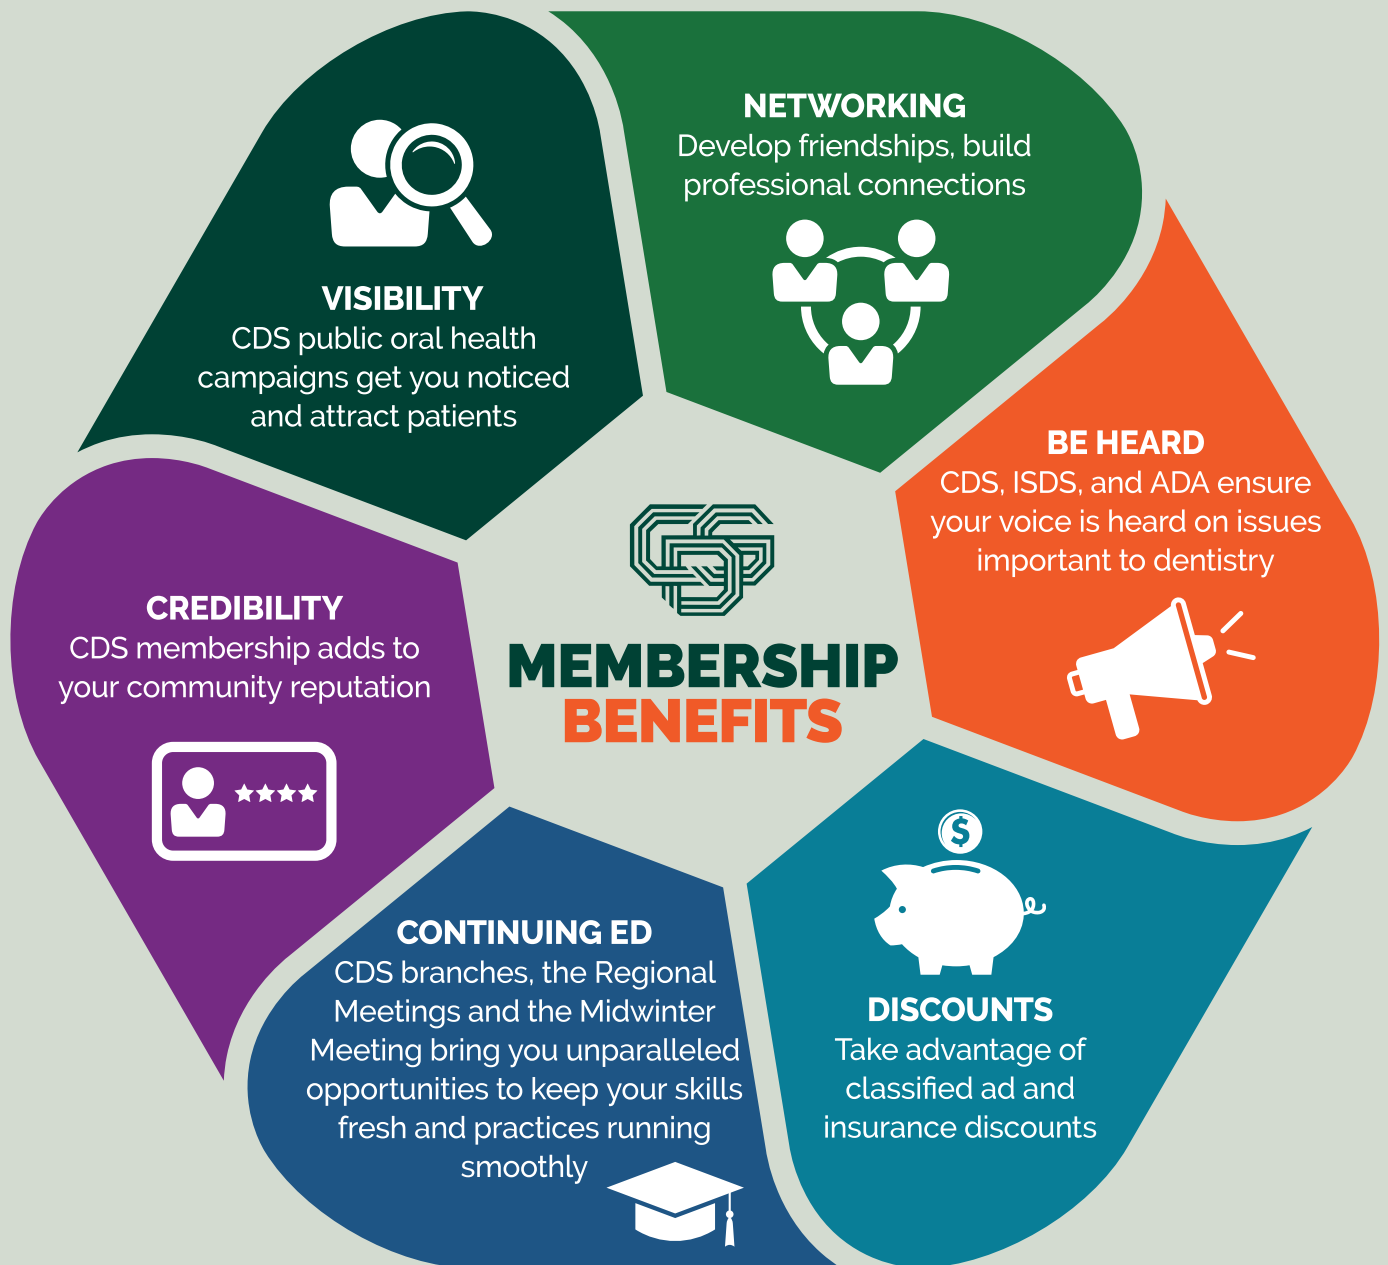 NETWORKING
Develop friendships, build
professional connections
VISIBILITY
CDS public oral health
campaigns get you noticed
and attract patients
BE HEARD
CDS, ISDS, and ADA ensure
your voice is heard on issues
important to dentistry
CREDIBILITY
CDS membership adds to
your community reputation
CDS
MEMBERSHIP
BENEFITS
CONTINUING ED
CDS branches, the Regional
Meetings and the Midwinter
Meeting bring you unparalleled
opportunities to keep your skills
fresh and practices running
smoothly
$
DISCOUNTS
Take advantage of
classified ad and
insurance discounts